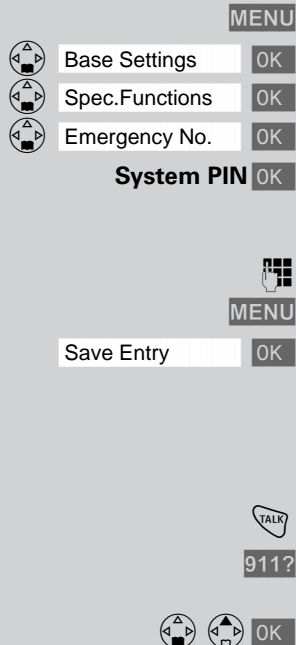 MENU
Base Settings OK
Spec.Functions OK
Emergency No. OK
System PIN OK
MENU
Save Entry OK
TALK
911?
OK